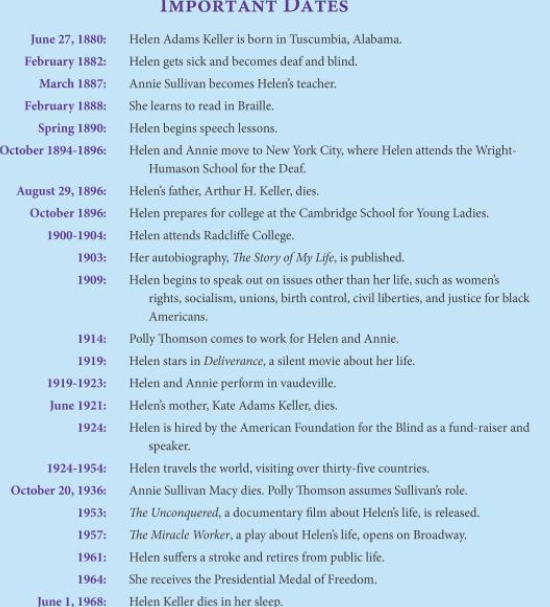 IMPORTANT DATES
June 27, 1880: Helen Adams Keller is born in Tuscumbia, Alabama.
February 1882: Helen gets sick and becomes deaf and blind.
March 1887: Annie Sullivan becomes Helen's teacher.
February 1888: She learns to read in Braille.
Spring 1890: Helen begins speech lessons.
October 1894-1896: Helen and Annie move to New York City, where Helen attends the Wright-
Humason School for the Deaf.
August 29, 1896: Helen's father, Arthur H. Keller, dies.
October 1896: Helen prepares for college at the Cambridge School for Young Ladies.
1900-1904: Helen attends Radcliffe College.
1903: Her autobiography, The Story of My Life, is published.
1909: Helen begins to speak out on issues other than her life, such as women's
rights, socialism, unions, birth control, civil liberties, and justice for black
Americans.
1914: Polly Thomson comes to work for Helen and Annie.
1919: Helen stars in Deliverance, a silent movie about her life.
1919-1923: Helen and Annie perform in vaudeville.
June 1921: Helen's mother, Kate Adams Keller, dies.
1924: Helen is hired by the American Foundation for the Blind as a fund-raiser and
speaker.
1924-1954: Helen travels the world, visiting over thirty-five countries.
October 20, 1936: Annie Sullivan Macy dies. Polly Thomson assumes Sullivan's role.
1953: The Unconquered, a documentary film about Helen's life, is released.
1957: The Miracle Worker, a play about Helen's life, opens on Broadway.
1961: Helen suffers a stroke and retires from public life.
1964: She receives the Presidential Medal of Freedom.
June 1, 1968: Helen Keller dies in her sleep.